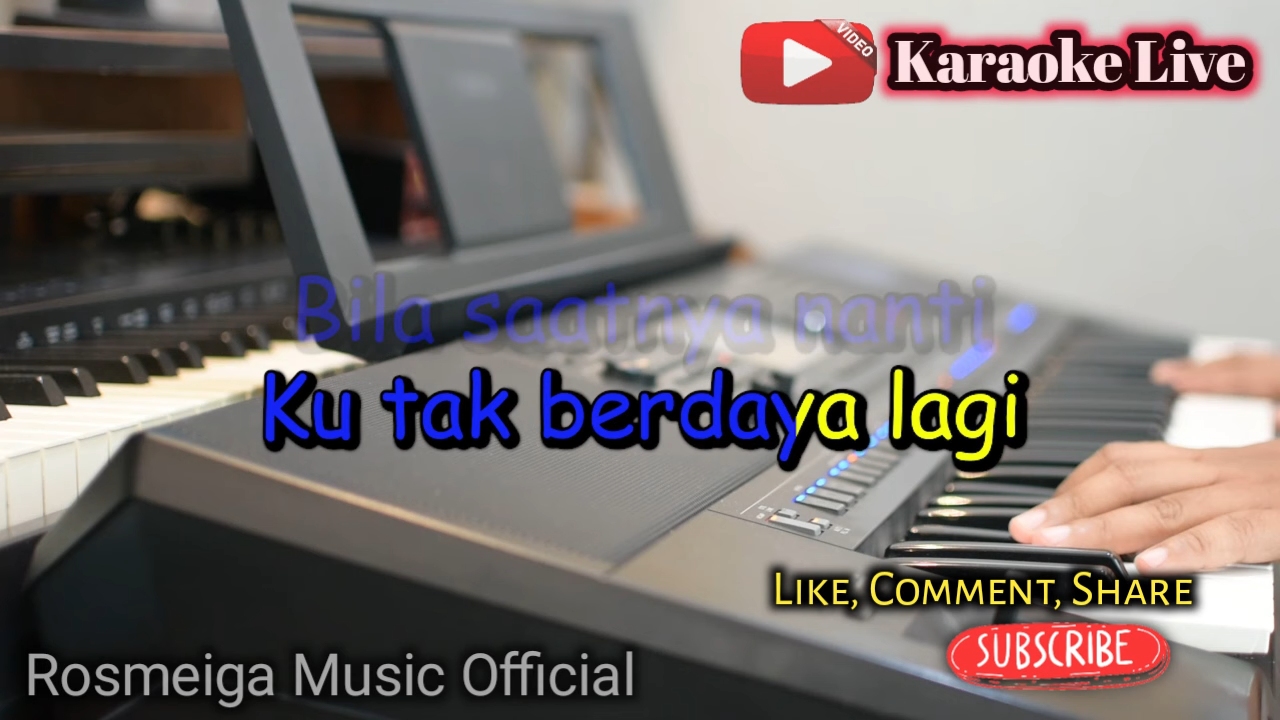 VIDEO
Karaoke Live
Bila saatnya nanti
Ku tak berdaya lagi
Like, Comment, Share
SUBSCRIBE
Rosmeiga Music Official